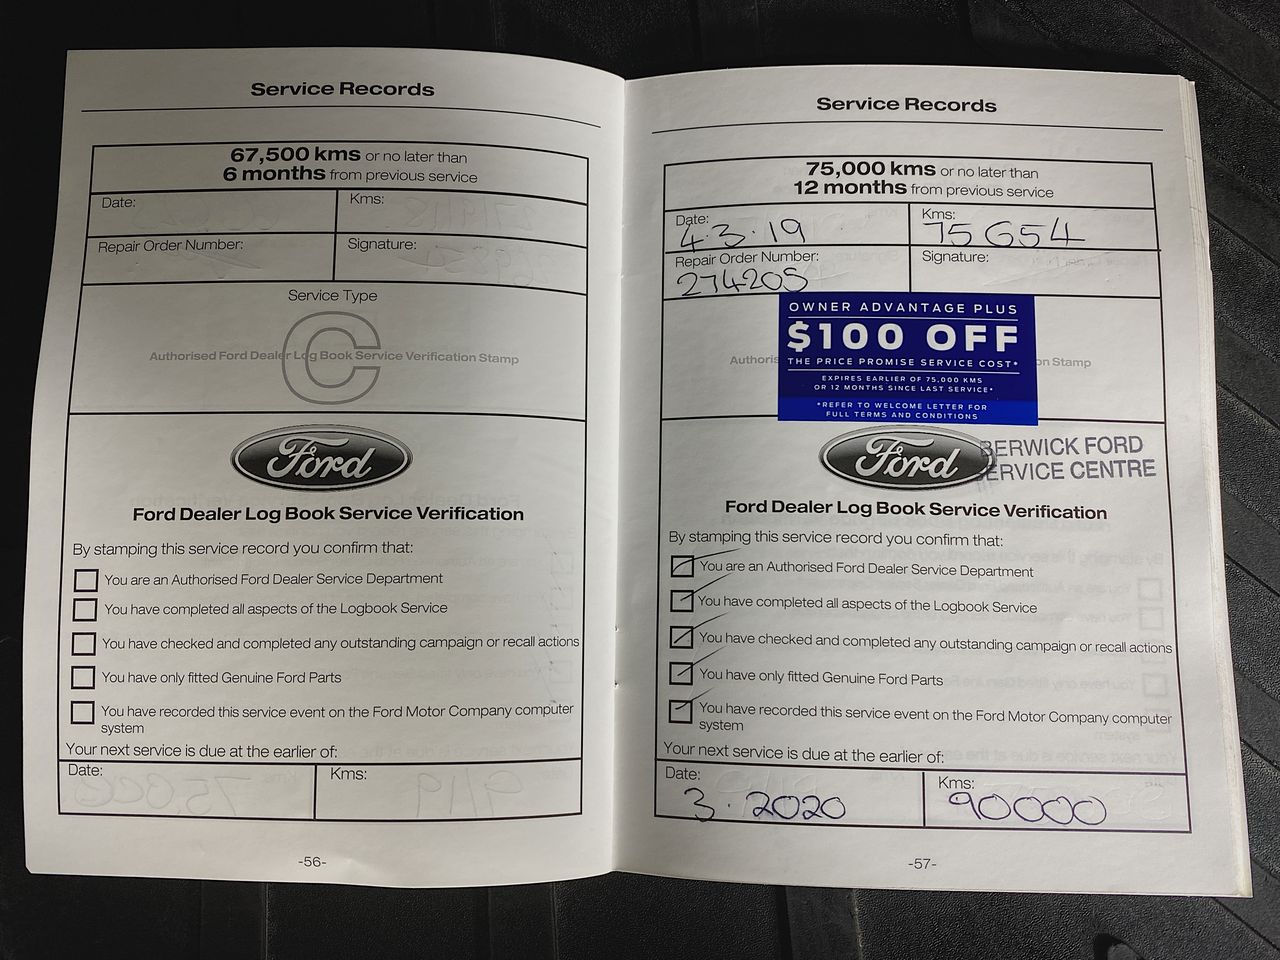 Service Records
67,500 kms or no later than
6 months from previous service
Date:
Kms:
Repair Order Number:
Signature:
Service Type
C
Authorised Ford Dealer Log Book Service Verification Stamp
Ford
Ford Dealer Log Book Service Verification
By stamping this service record you confirm that:
You are an Authorised Ford Dealer Service Department
You have completed all aspects of the Logbook Service
You have checked and completed any outstanding campaign or recall actions
You have only fitted Genuine Ford Parts
You have recorded this service event on the Ford Motor Company computer
system
Your next service is due at the earlier of:
Date:
Kms:
-56-
Service Records
75,000 kms or no later than
12 months from previous service
Date:
4.3.19
Kms:
75654
Repair Order Number:
274205
Signature:
OWNER ADVANTAGE PLUS
$100 OFF
THE PRICE PROMISE SERVICE COST*
EXPIRES EARLIER OF 75,000 KMS
OR 12 MONTHS SINCE LAST SERVICE*
*REFER TO WELCOME LETTER FOR
FULL TERMS AND CONDITIONS
Stamp
Ford
BERWICK FORD
SERVICE CENTRE
Ford Dealer Log Book Service Verification
By stamping this service record you confirm that:
You are an Authorised Ford Dealer Service Department
You have completed all aspects of the Logbook Service
You have checked and completed any outstanding campaign or recall actions
You have only fitted Genuine Ford Parts
You have recorded this service event on the Ford Motor Company computer
system
Your next service is due at the earlier of:
Date:
3.2020
Kms:
90000
-57-